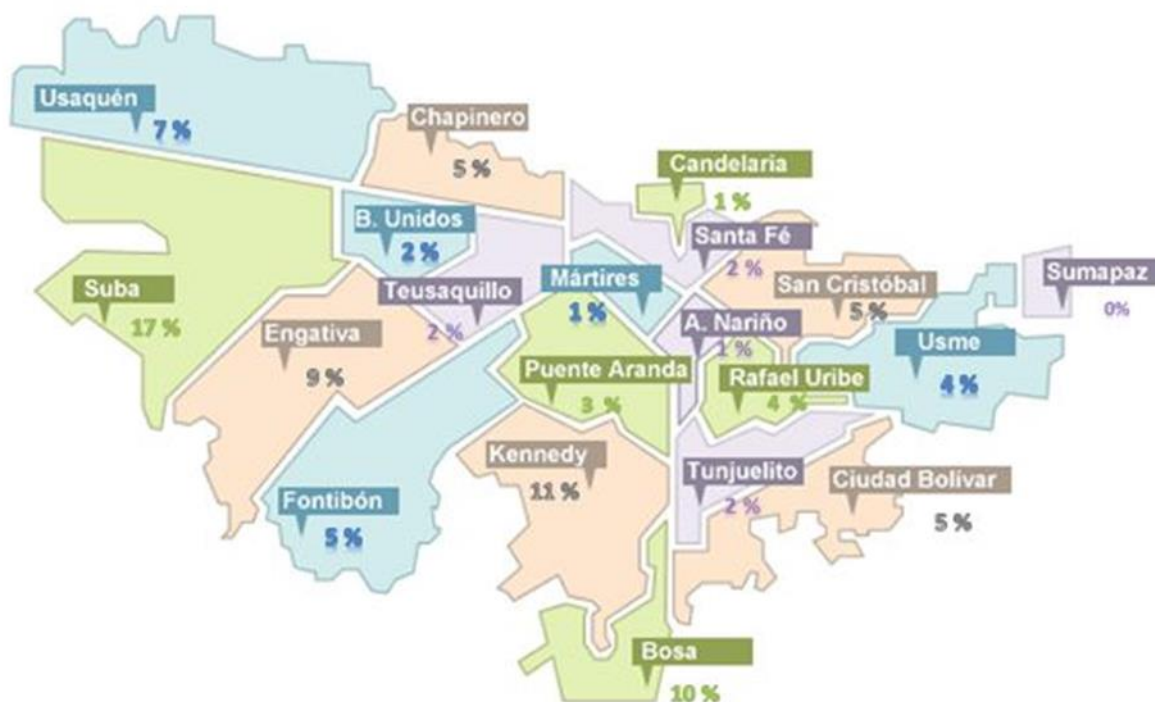 Usaquén
7 %
Chapinero
5 %
Candelaria
1 %
B. Unidos
2 %
Santa Fé
2 %
Suba
17 %
Teusaquillo
2 %
Mártires
1 %
San Cristóbal
5 %
Sumapaz
0%
Engativa
9 %
A. Nariño
1 %
Usme
4 %
Puente Aranda
3 %
Rafael Uribe
4 %
Kennedy
11 %
Tunjuelito
2 %
Ciudad Bolívar
5 %
Fontibón
5 %
Bosa
10 %